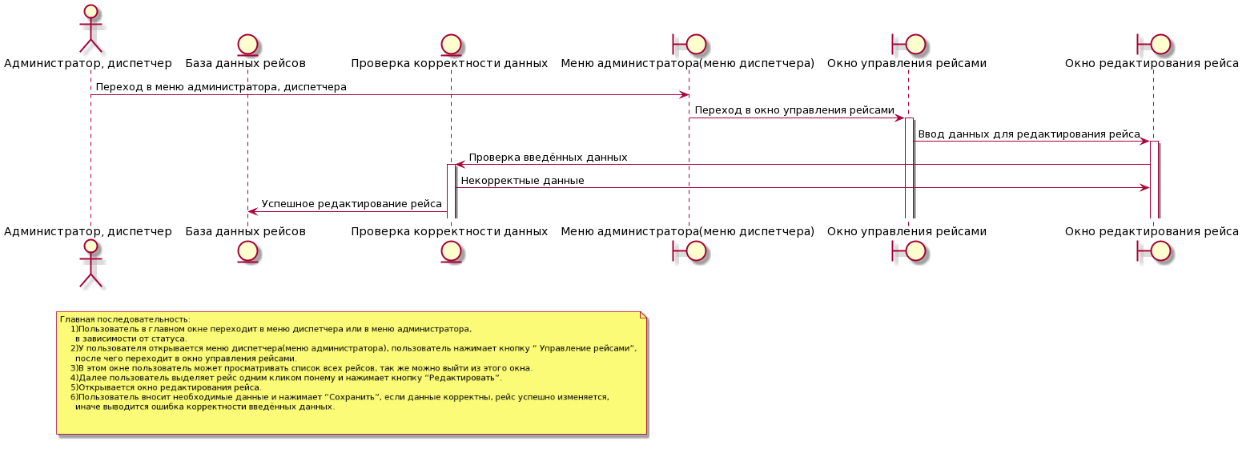 Администратор, диспетчер
База данных рейсов
Проверка корректности данных
Меню администратора(меню диспетчера)
Окно управления рейсами
Окно редактирования рейса
Переход в меню администратора, диспетчера
Переход в окно управления рейсами
Ввод данных для редактирования рейса
Проверка введённых данных
Некорректные данные
Успешное редактирование рейса
Администратор, диспетчер
База данных рейсов
Проверка корректности данных
Меню администратора(меню диспетчера)
Окно управления рейсами
Окно редактирования рейса
Главная последовательность:
1)Пользователь в главном окне переходит в меню диспетчера или в меню администратора,
в зависимости от статуса.
2)У пользователя открывается меню диспетчера(меню администратора), пользователь нажимает кнопку “ Управление рейсами”,
после чего переходит в окно управления рейсами.
3)В этом окне пользователь может просматривать список всех рейсов, так же можно выйти из этого окна.
4)Далее пользователь выделяет рейс одним кликом понему и нажимает кнопку “Редактировать”.
5)Открывается окно редактирования рейса.
6)Пользователь вносит необходимые данные и нажимает “Сохранить”, если данные корректны, рейс успешно изменяется,
иначе выводится ошибка корректности введённых данных.